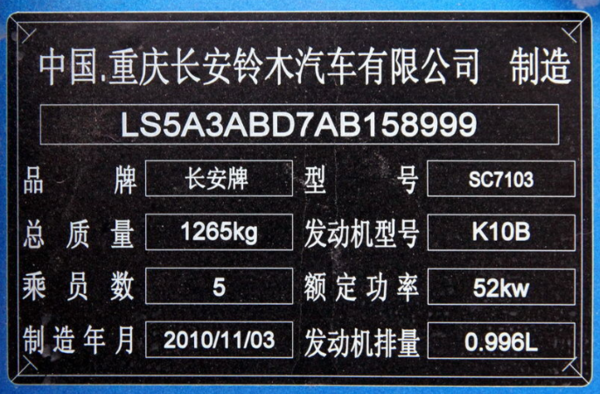 中国.重庆长安铃木汽车有限公司 制造
LS5A3ABD7AB158999
品牌 长安牌 型号 SC7103
总质量 1265kg 发动机型号 K10B
乘员数 5 额定功率 52kw
制造年月 2010/11/03 发动机排量 0.996L